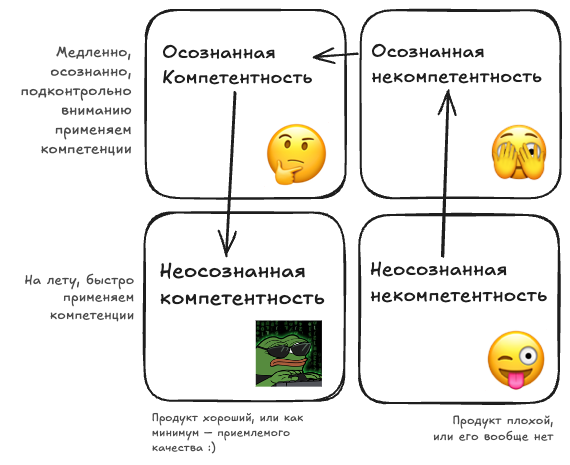 Медленно,
осознанно,
подконтрольно
вниманию
применяем
компетенции
Осознанная
Компетентность
Осознанная
некомпетентность
На лету, быстро
применяем
компетенции
Неосознанная
компетентность
Неосознанная
некомпетентность
Продукт хороший, или как
минимум — приемлемого
качества :)
Продукт плохой,
или его вообще нет